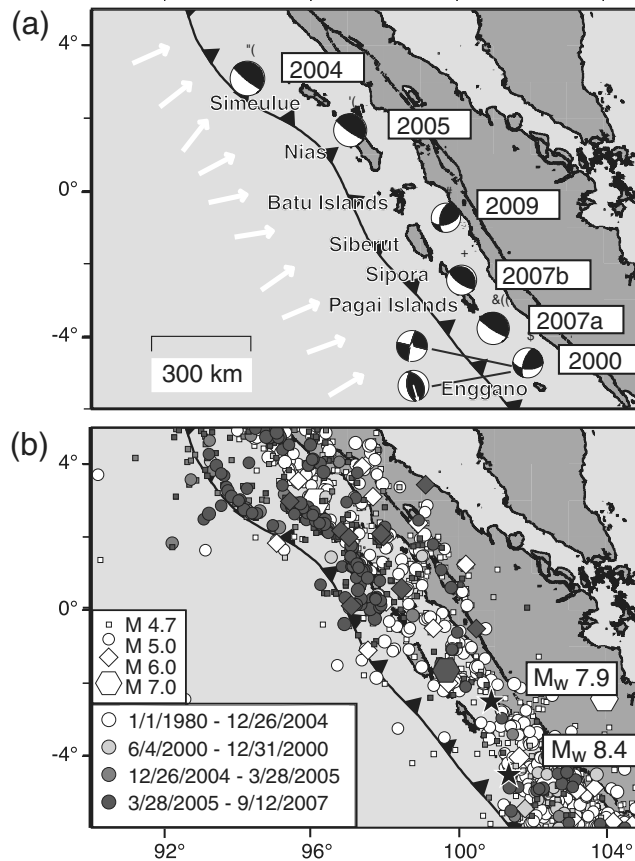 (a)
4°
2004
Simeulue
2005
Nias
0°
Batu Islands
2009
Siberut
Sipora
2007b
Pagai Islands
2007a
-4°
300 km
2000
Enggano
(b)
4°
0°
M 4.7
M 5.0
M 6.0
M 7.0
Mw 7.9
1/1/1980 - 12/26/2004
6/4/2000 - 12/31/2000
12/26/2004 - 3/28/2005
3/28/2005 - 9/12/2007
Mw 8.4
-4°
92° 96° 100° 104°